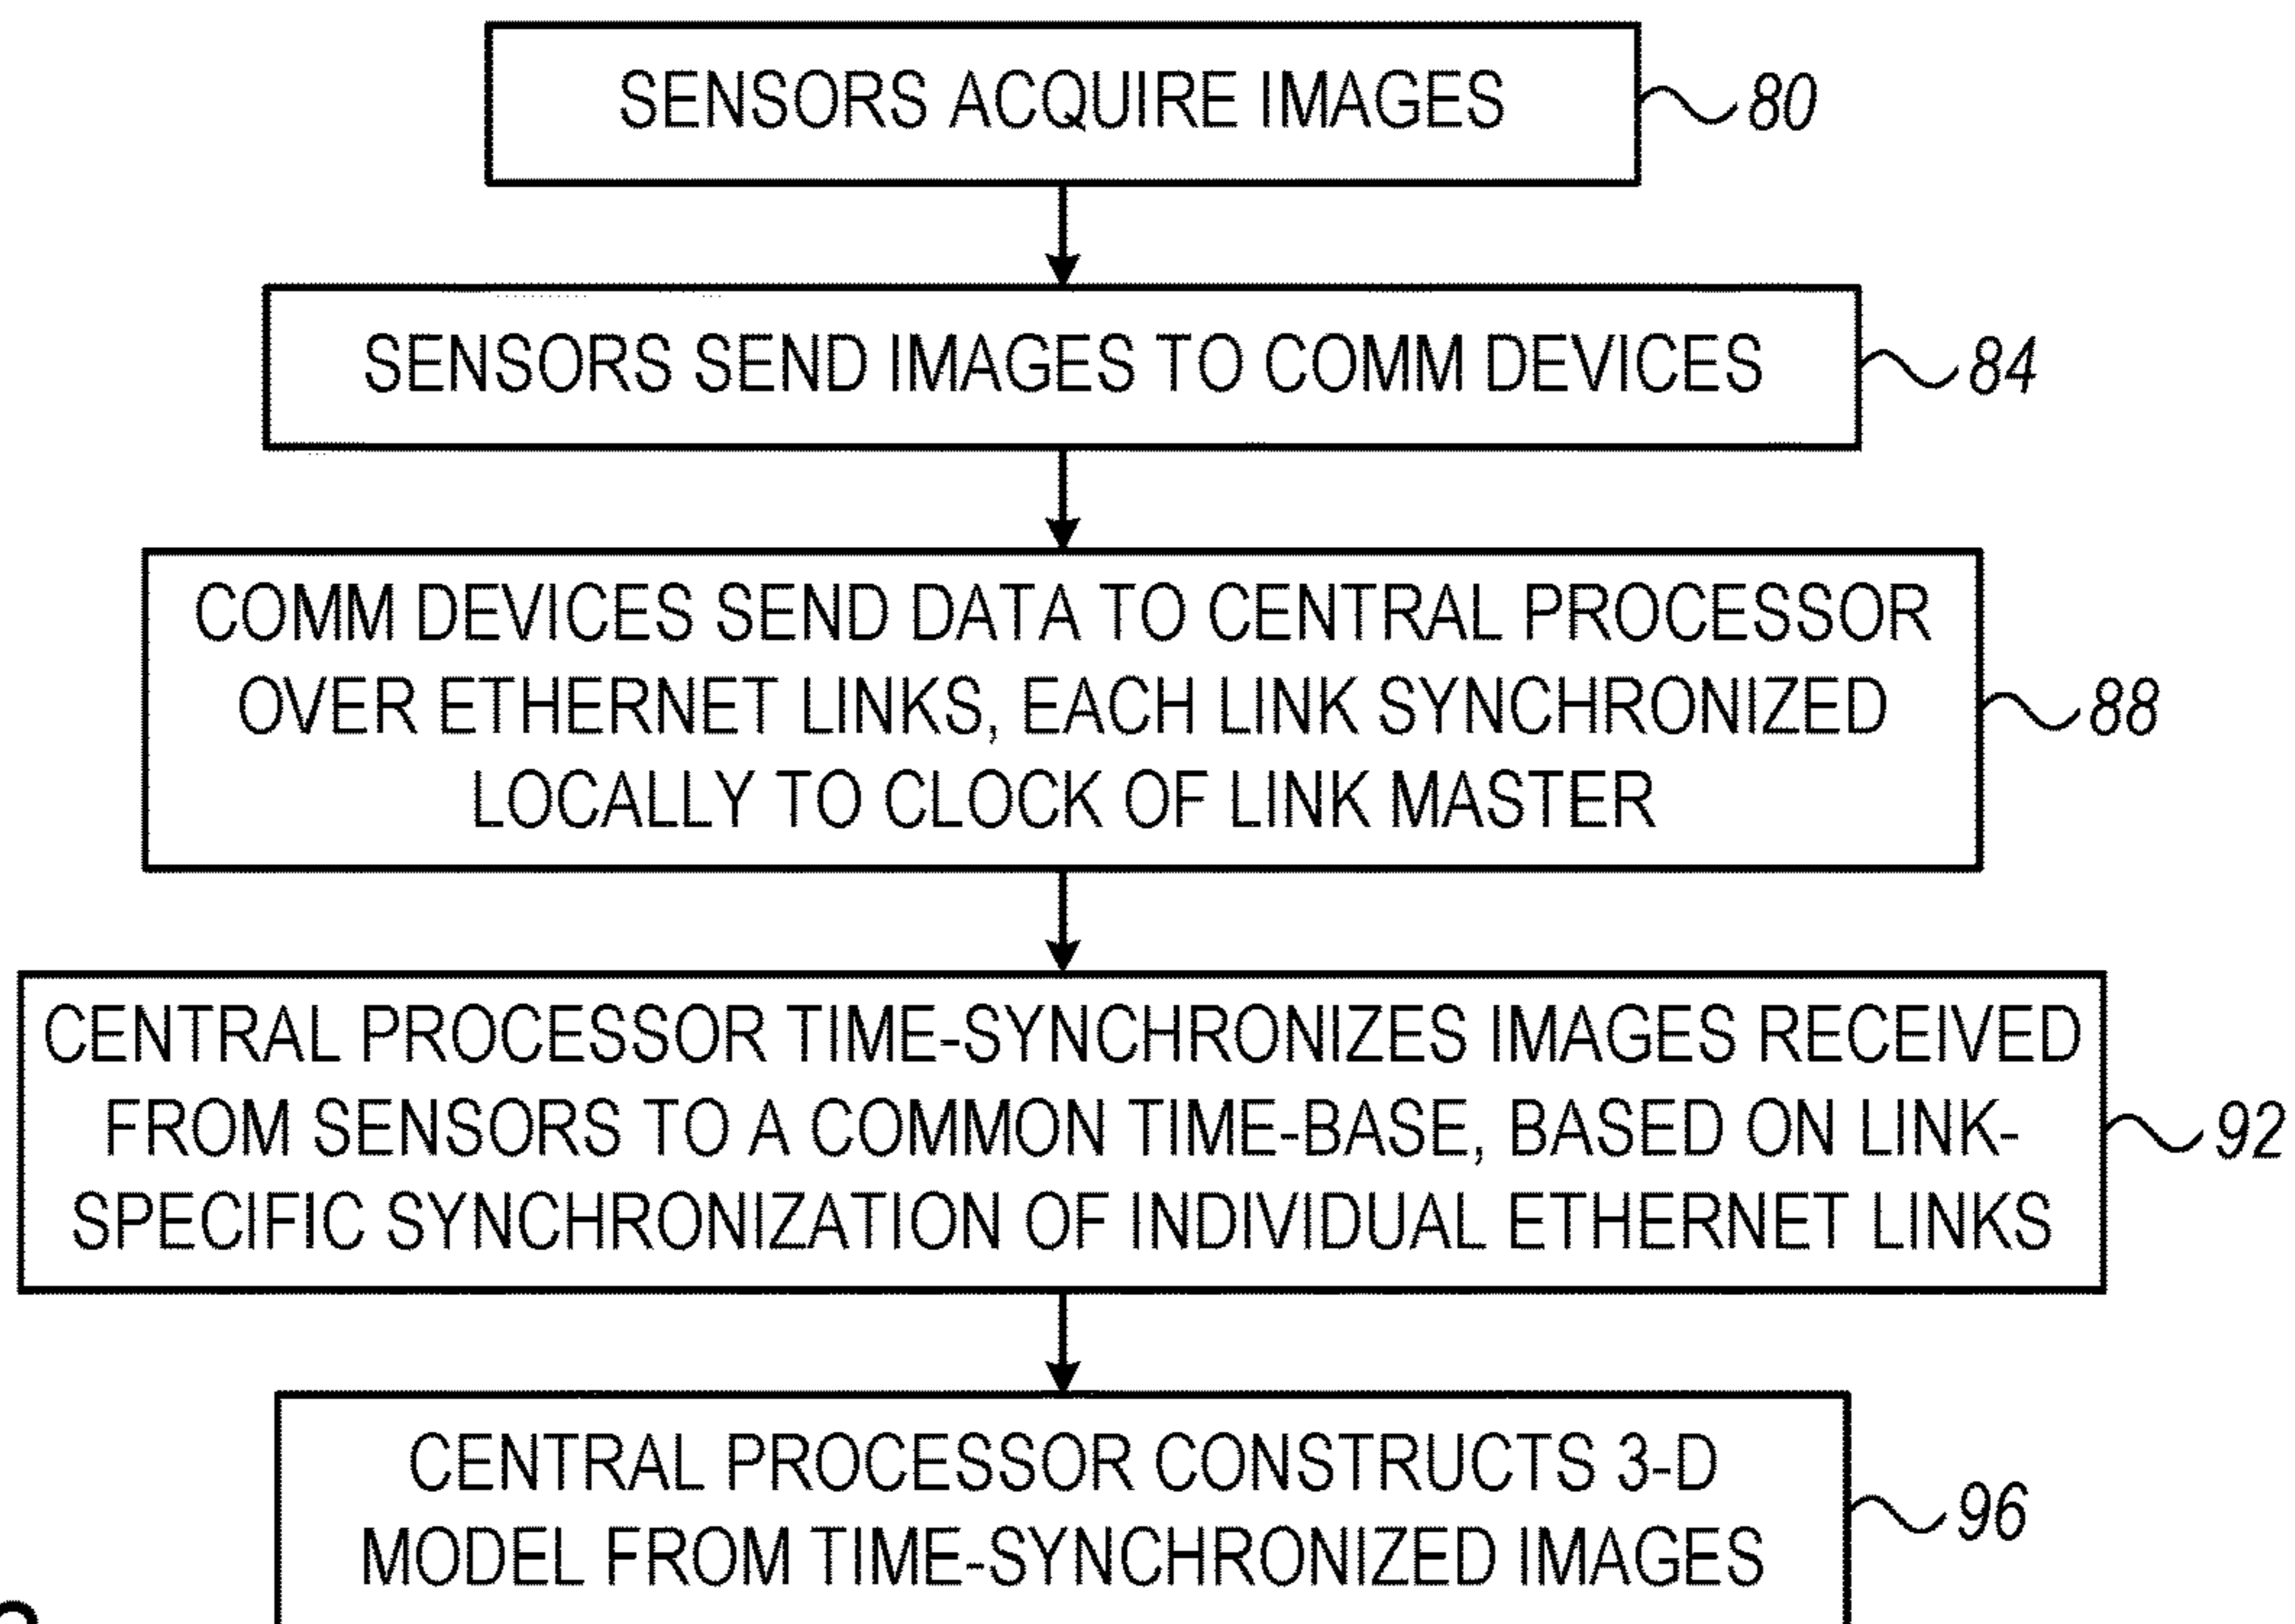 SENSORS ACQUIRE IMAGES
80
SENSORS SEND IMAGES TO COMM DEVICES
84
COMM DEVICES SEND DATA TO CENTRAL PROCESSOR
OVER ETHERNET LINKS, EACH LINK SYNCHRONIZED
LOCALLY TO CLOCK OF LINK MASTER
88
CENTRAL PROCESSOR TIME-SYNCHRONIZES IMAGES RECEIVED
FROM SENSORS TO A COMMON TIME-BASE, BASED ON LINK-
SPECIFIC SYNCHRONIZATION OF INDIVIDUAL ETHERNET LINKS
92
CENTRAL PROCESSOR CONSTRUCTS 3-D
MODEL FROM TIME-SYNCHRONIZED IMAGES
96